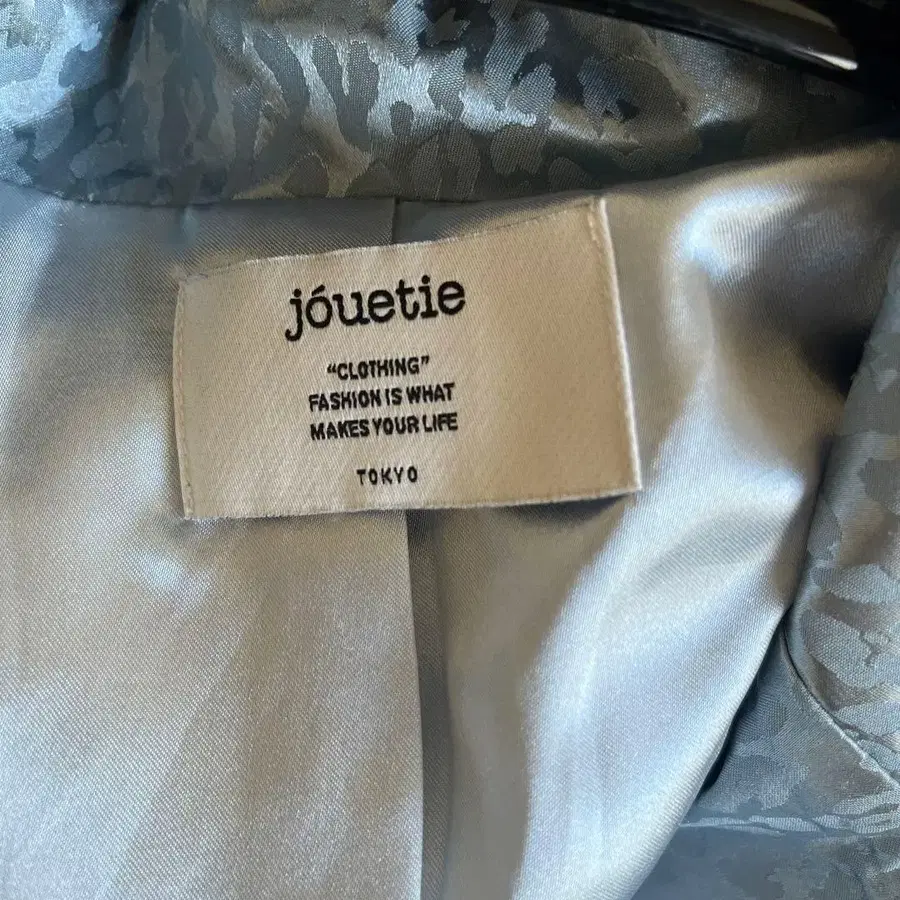 jóuetie
“CLOTHING”
FASHION IS WHAT
MAKES YOUR LIFE
TOKYO